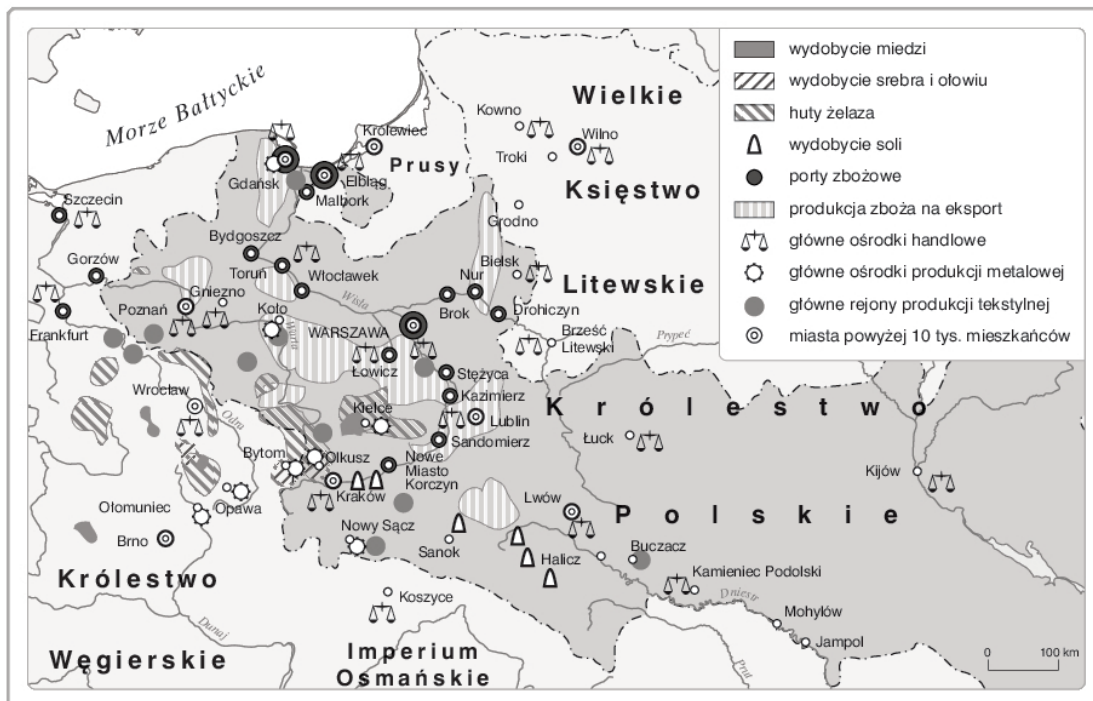 wydobycie miedzi
wydobycie srebra i ołowiu
huty żelaza
wydobycie soli
porty zbożowe
produkcja zboża na eksport
główne ośrodki handlowe
główne ośrodki produkcji metalowej
główne rejony produkcji tekstylnej
miasta powyżej 10 tys. mieszkańców
Morze Bałtyckie
Wielkie
Kowno
Królewiec
Wilno
Troki
Prusy
Gdańsk
Elbląg
Księstwo
Malbork
Szczecin
Grodno
Bydgoszcz
Gorzów
Toruń
Włocławek
Bielsk
Nur
Litewskie
Gniezno
Wisła
Poznań
Koło
Warta
Brok
Drohiczyn
Frankfurt
WARSZAWA
Brześć
Litewski
Prypeć
Łowicz
Stężyca
Wrocław
Kazimierz
Królestwo
Odra
Kielce
Lublin
Łuck
Sandomierz
Bytom
Olkusz
Nowe
Miasto
Korczyn
Kijów
Kraków
Ołomuniec
Opawa
Lwów
Polskie
Brno
Nowy Sącz
Sanok
Halicz
Buczacz
Kamieniec Podolski
Królestwo
Koszyce
Dniestr
Mohylów
Dunaj
Jampol
Węgierskie
Imperium
Osmańskie
Prut
0 100 km